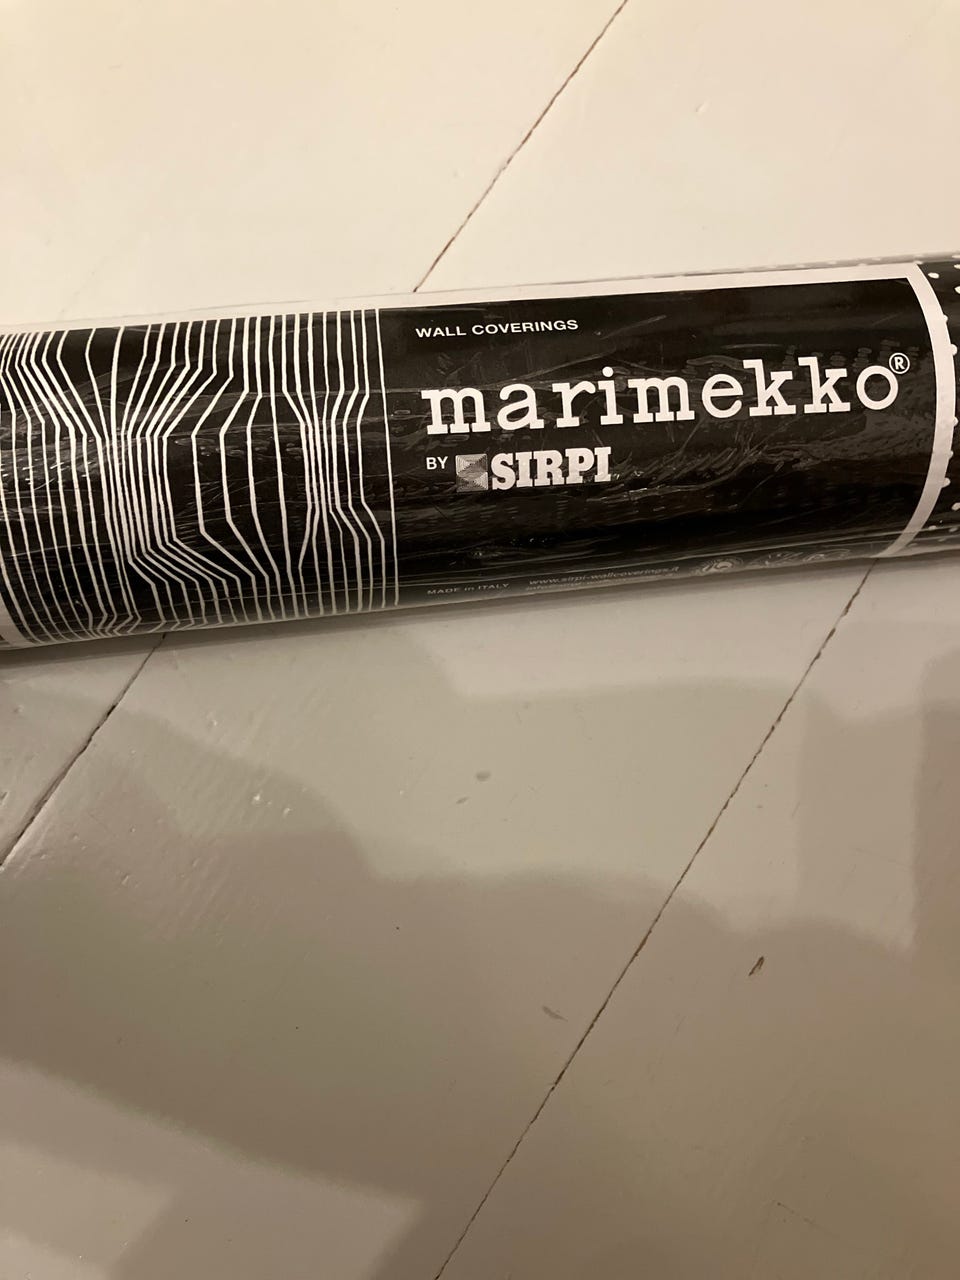 WALL COVERINGS
marimekko®
BY SIRPI
MADE in ITALY
www.sirpi-wallcoverings.it